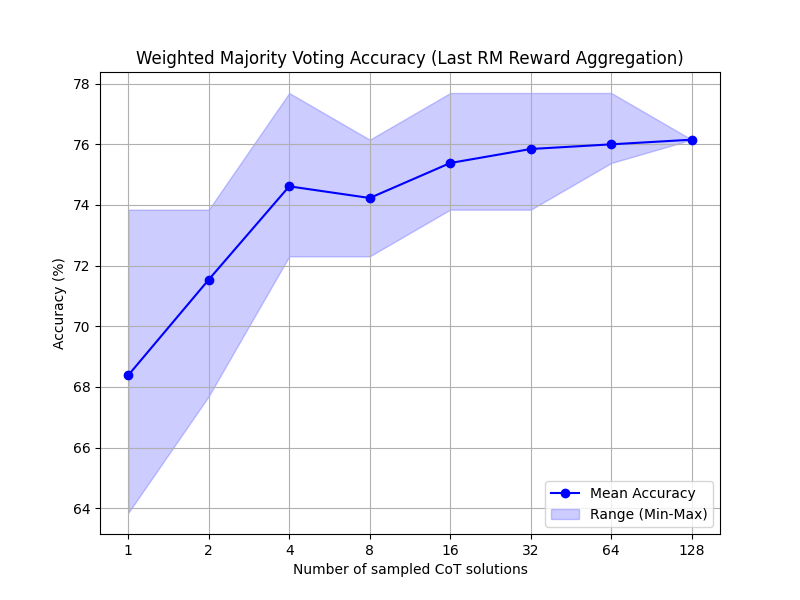 Weighted Majority Voting Accuracy (Last RM Reward Aggregation)
78
76
74
72
70
68
66
64
Accuracy (%)
Mean Accuracy
Range (Min-Max)
1 2 4 8 16 32 64 128
Number of sampled CoT solutions